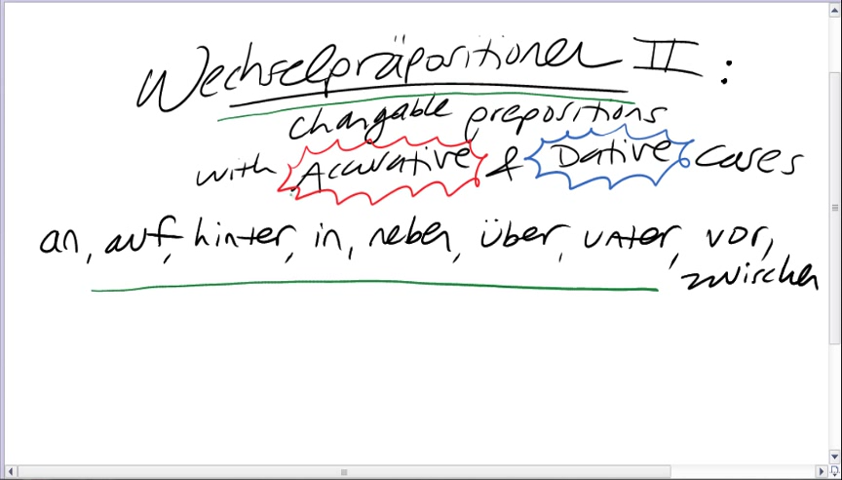 Wechselpräpositionen II:
changable prepositions
with Accusative & Dative cases
an, auf, hinter, in, neben, über, unter, vor,
zwischen